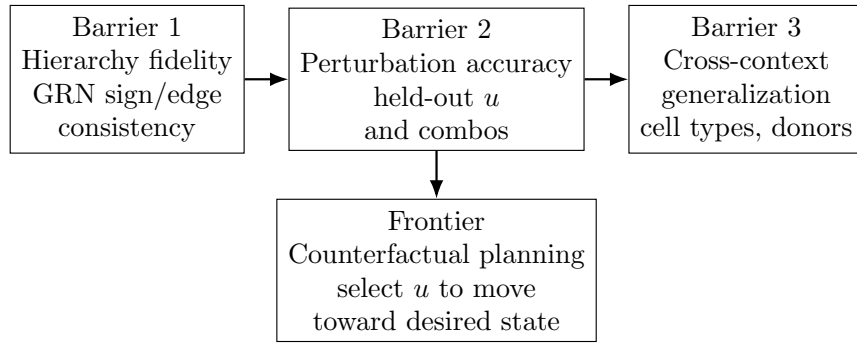 Barrier 1
Hierarchy fidelity
GRN sign/edge
consistency
Barrier 2
Perturbation accuracy
held-out u
and combos
Barrier 3
Cross-context
generalization
cell types, donors
Frontier
Counterfactual planning
select u to move
toward desired state